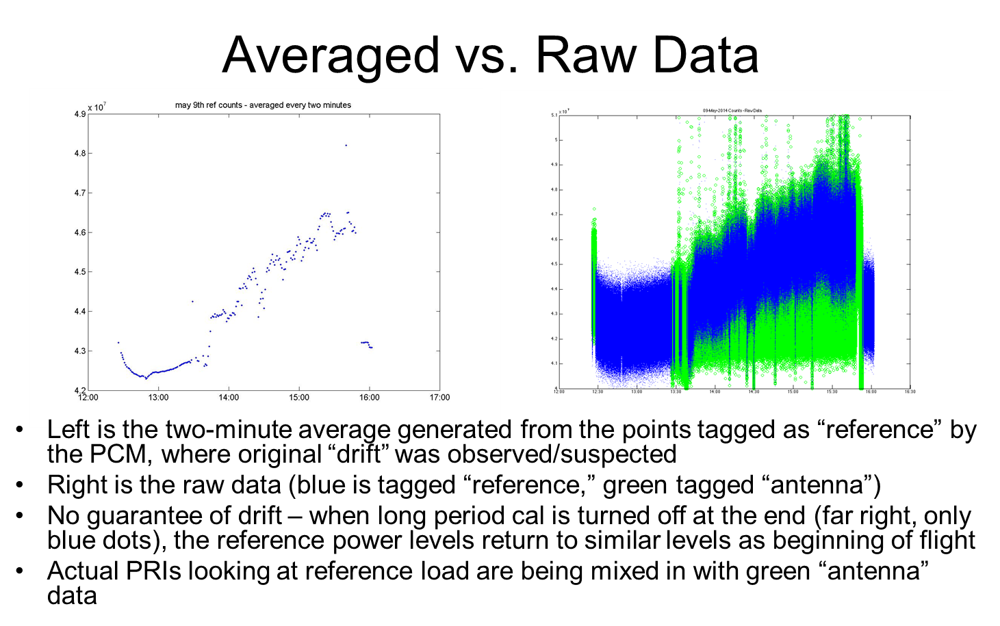 Averaged vs. Raw Data
may 9th ref counts - averaged every two minutes
x 10^7
4.9
4.8
4.7
4.6
4.5
4.4
4.3
4.2
12:00 13:00 14:00 15:00 16:00 17:00
09-May-2014 Counts - Raw Data
x 10^7
5.1
5
4.9
4.8
4.7
4.6
4.5
4.4
4.3
4.2
4.1
4
12:00 12:30 13:00 13:30 14:00 14:30 15:00 15:30 16:00 16:30
• Left is the two-minute average generated from the points tagged as “reference” by
the PCM, where original “drift” was observed/suspected
• Right is the raw data (blue is tagged “reference,” green tagged “antenna”)
• No guarantee of drift – when long period cal is turned off at the end (far right, only
blue dots), the reference power levels return to similar levels as beginning of flight
• Actual PRIs looking at reference load are being mixed in with green “antenna”
data